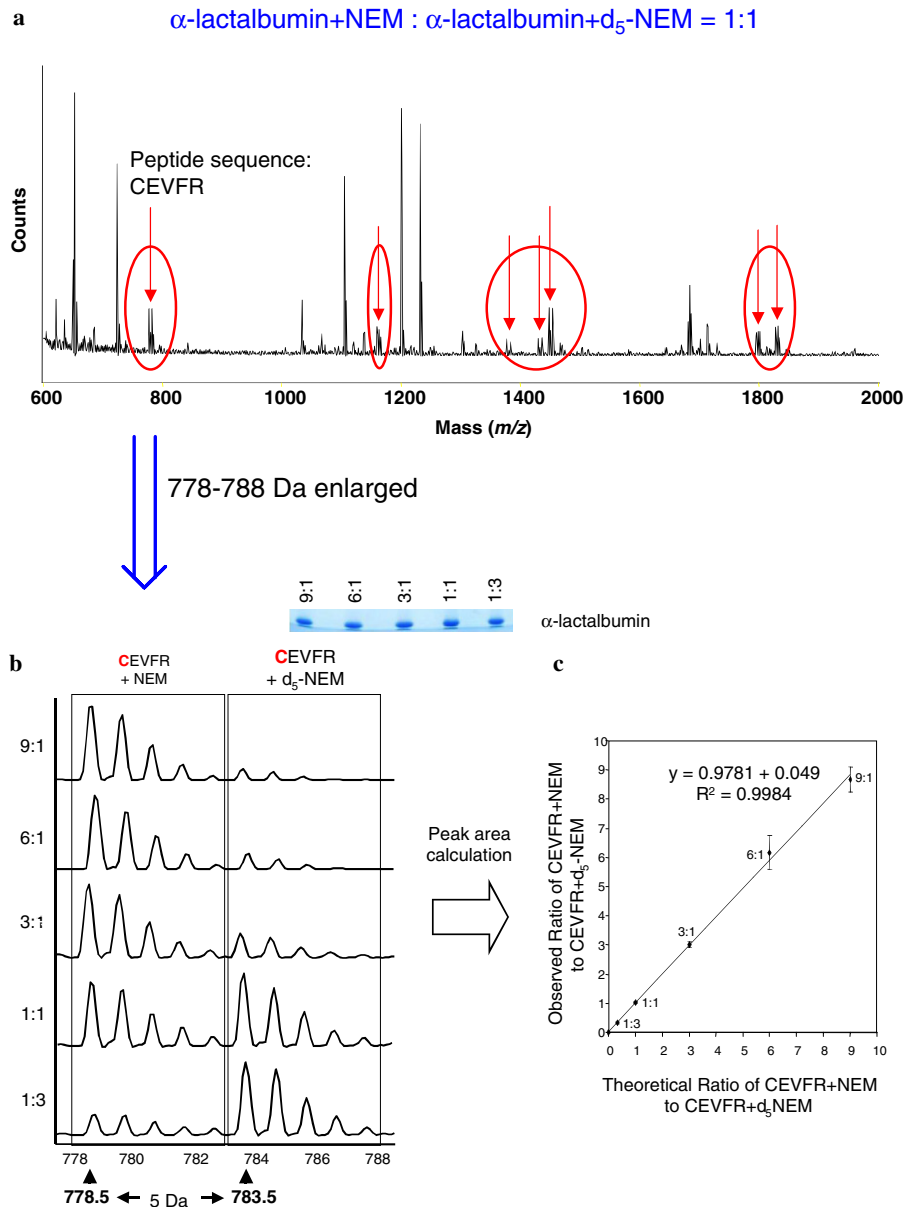 a
α-lactalbumin+NEM : α-lactalbumin+d5-NEM = 1:1
Peptide sequence:
CEVFR
Counts
600 800 1000 1200 1400 1600 1800 2000
Mass (m/z)
778-788 Da enlarged
9:1 6:1 3:1 1:1 1:3
α-lactalbumin
b
CEVFR
+ NEM
CEVFR
+ d5-NEM
9:1
6:1
3:1
1:1
1:3
778 780 782 784 786 788
778.5 5 Da 783.5
Peak area
calculation
c
Observed Ratio of CEVFR+NEM
to CEVFR+d5-NEM
10
9
8
7
6
5
4
3
2
1
0
y = 0.9781 + 0.049
R² = 0.9984
9:1
6:1
3:1
1:1
1:3
0 1 2 3 4 5 6 7 8 9 10
Theoretical Ratio of CEVFR+NEM
to CEVFR+d5NEM